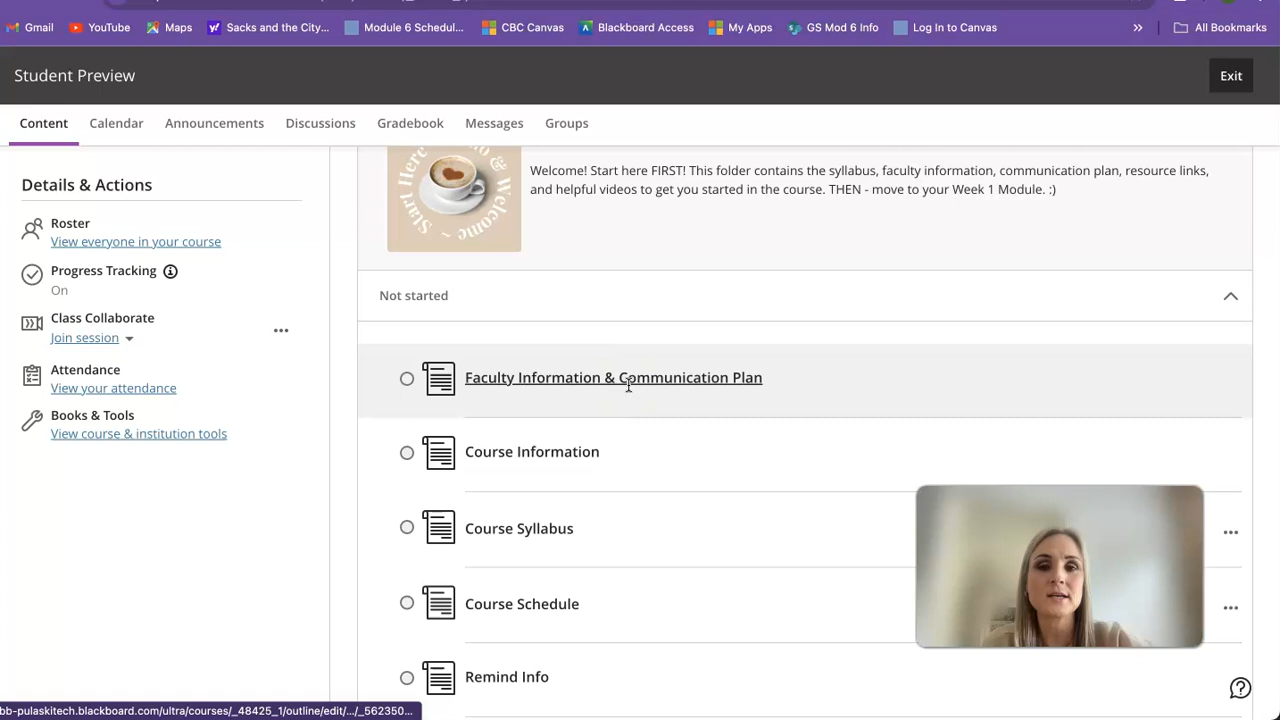 Gmail
YouTube
Maps
Sacks and the City...
Module 6 Schedul...
CBC Canvas
Blackboard Access
My Apps
GS Mod 6 Info
Log In to Canvas
»
All Bookmarks
Student Preview
Exit
Content
Calendar
Announcements
Discussions
Gradebook
Messages
Groups
Details & Actions
Roster
View everyone in your course
Progress Tracking
On
Class Collaborate
Join session
Attendance
View your attendance
Books & Tools
View course & institution tools
Start Here
& Welcome ~
Welcome! Start here FIRST! This folder contains the syllabus, faculty information, communication plan, resource links,
and helpful videos to get you started in the course. THEN - move to your Week 1 Module. :)
Not started
Faculty Information & Communication Plan
Course Information
Course Syllabus
Course Schedule
Remind Info
bb-pulaskitech.blackboard.com/ultra/courses/_48425_1/outline/edit/.../_562350...